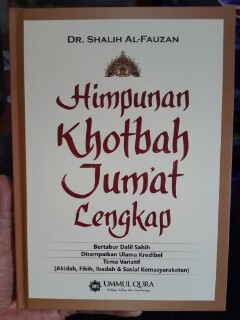 DR. SHALIH AL-FAUZAN
Himpunan
Khotbah
Jum'at
Lengkap
Bertabur Dalil Sahih
Disampaikan Ulama Kredibel
Tema Variatif
(Akidah, Fikih, Ibadah & Sosial Kemasyarakatan)
UMMUL QURA